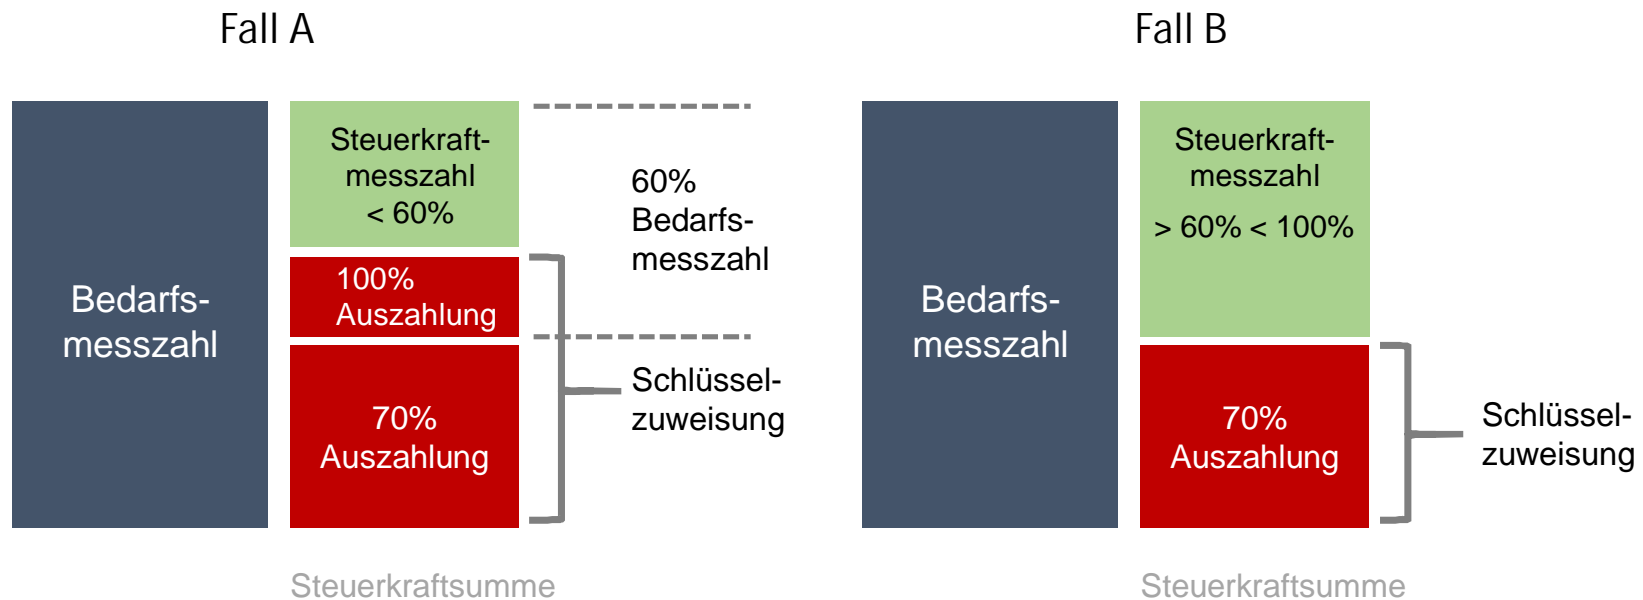 Fall A
Bedarfs-
messzahl
Steuerkraft-
messzahl
< 60%
100%
Auszahlung
70%
Auszahlung
60%
Bedarfs-
messzahl
Schlüssel-
zuweisung
Steuerkraftsumme
Fall B
Bedarfs-
messzahl
Steuerkraft-
messzahl
> 60% < 100%
70%
Auszahlung
Schlüssel-
zuweisung
Steuerkraftsumme